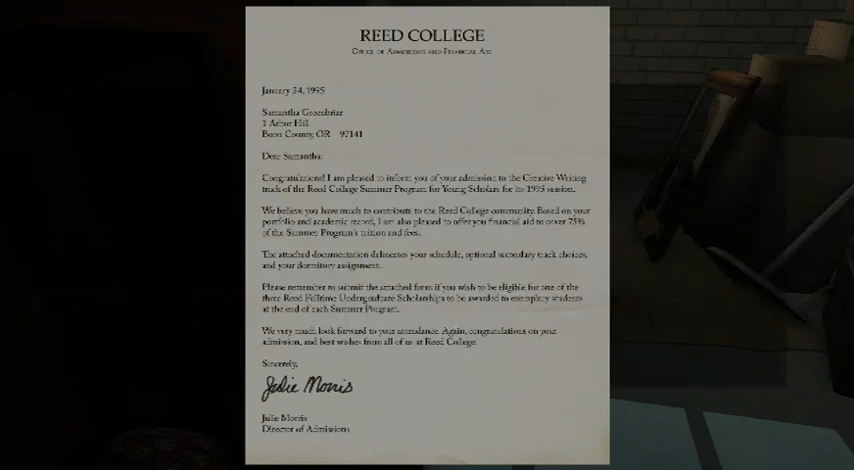 REED COLLEGE
Office of Admissions and Financial Aid
January 24, 1995
Samantha Greenbriar
1 Arbor Hill
Boon County, OR 97141
Dear Samantha:
Congratulations! I am pleased to inform you of your admission to the Creative Writing
track of the Reed College Summer Program for Young Scholars for its 1995 session.
We believe you have much to contribute to the Reed College community. Based on your
portfolio and academic record, I am also pleased to offer you financial aid to cover 75%
of the Summer Program's tuition and fees.
The attached documentation delineates your schedule, optional secondary track choices,
and your dormitory assignment.
Please remember to submit the attached form if you wish to be eligible for one of the
three Reed Fulltime Undergraduate Scholarships to be awarded to exemplary students
at the end of each Summer Program.
We very much look forward to your attendance. Again, congratulations on your
admission, and best wishes from all of us at Reed College.
Sincerely,
Julie Morris
Julie Morris
Director of Admissions